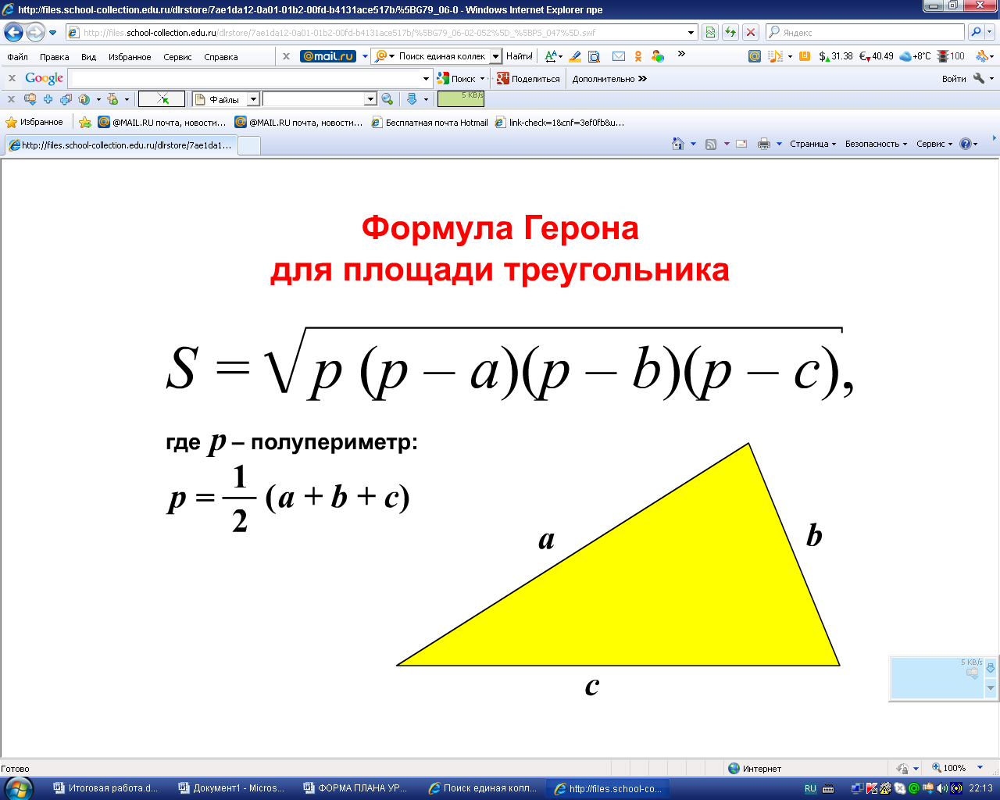 http://files.school-collection.edu.ru/dlrstore/7ae1da12-0a01-01b2-00fd-b4131ace517b/%5BG79_06-0 - Windows Internet Explorer пре
http://files.school-collection.edu.ru/dlrstore/7ae1da12-0a01-01b2-00fd-b4131ace517b/%5BG79_06-02-052%5D_%5BPS_047%5D.swf
Яндекс
Файл Правка Вид Избранное Сервис Справка
x @mail.ru Поиск единая коллек Найти! $ 31.38 € 40.49 +8°C 100
x Google Поиск Поделиться Дополнительно » Войти
x Файлы 5 KB/s
Избранное @MAIL.RU почта, новости... @MAIL.RU почта, новости... Бесплатная почта Hotmail link-check=1&cnf=3ef0fb&u...
http://files.school-collection.edu.ru/dlrstore/7ae1da1... Страница Безопасность Сервис
Формула Герона
для площади треугольника
S = √p (p – a)(p – b)(p – c),
где p – полупериметр:
p = 1/2 (a + b + c)
a
b
c
5 KB/s
Готово Интернет 100%
Итоговая работа.d... Документ1 - Micros... ФОРМА ПЛАНА УР... Поиск единая колл... http://files.school-co... RU 22:13